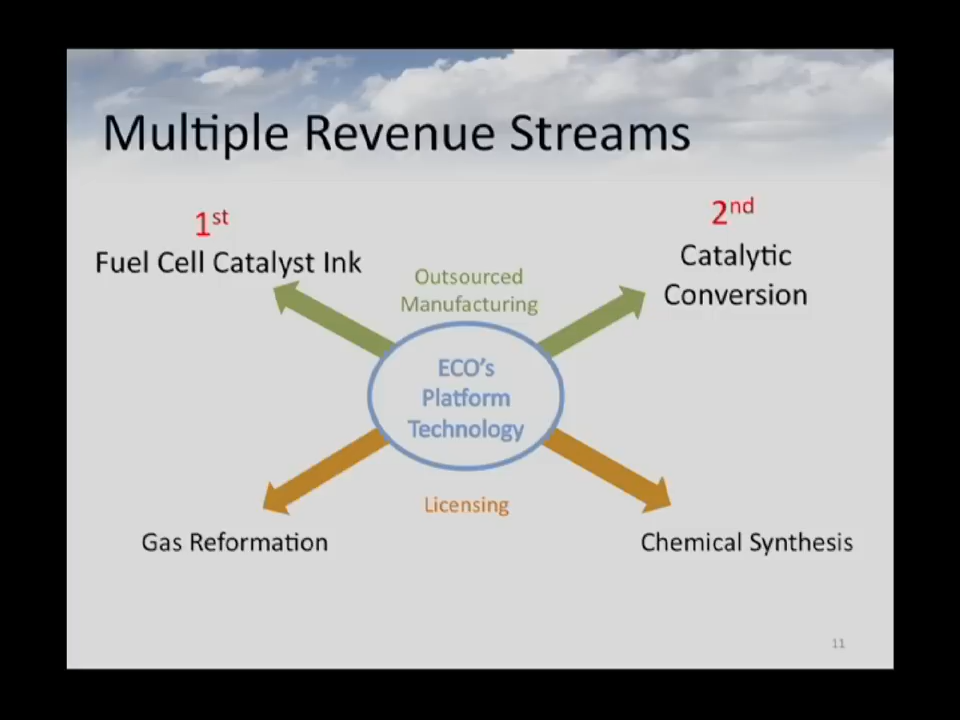 Multiple Revenue Streams
1st
Fuel Cell Catalyst Ink
2nd
Catalytic
Conversion
Outsourced
Manufacturing
ECO's
Platform
Technology
Licensing
Gas Reformation
Chemical Synthesis
11